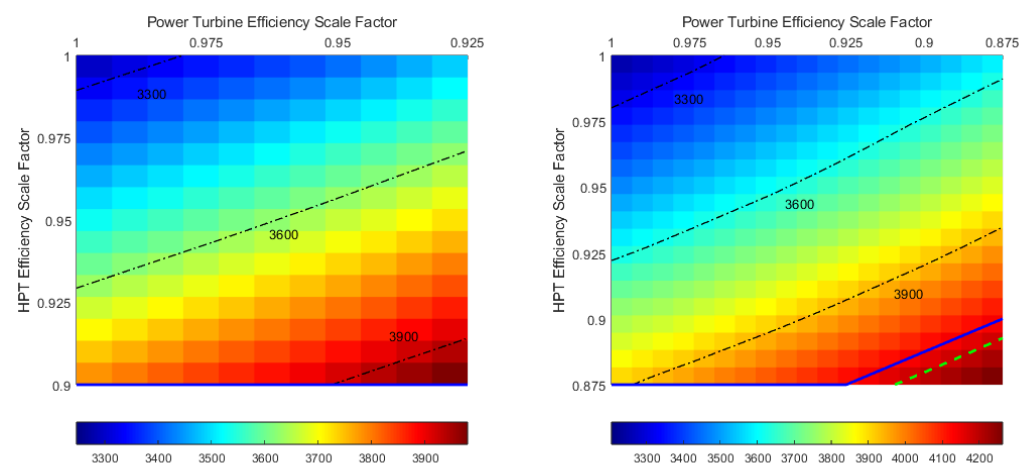 Power Turbine Efficiency Scale Factor
1 0.975 0.95 0.925
HPT Efficiency Scale Factor
1
0.975
0.95
0.925
0.9
3300
3600
3900
3300 3400 3500 3600 3700 3800 3900
Power Turbine Efficiency Scale Factor
1 0.975 0.95 0.925 0.9 0.875
HPT Efficiency Scale Factor
1
0.975
0.95
0.925
0.9
0.875
3300
3600
3900
3300 3400 3500 3600 3700 3800 3900 4000 4100 4200